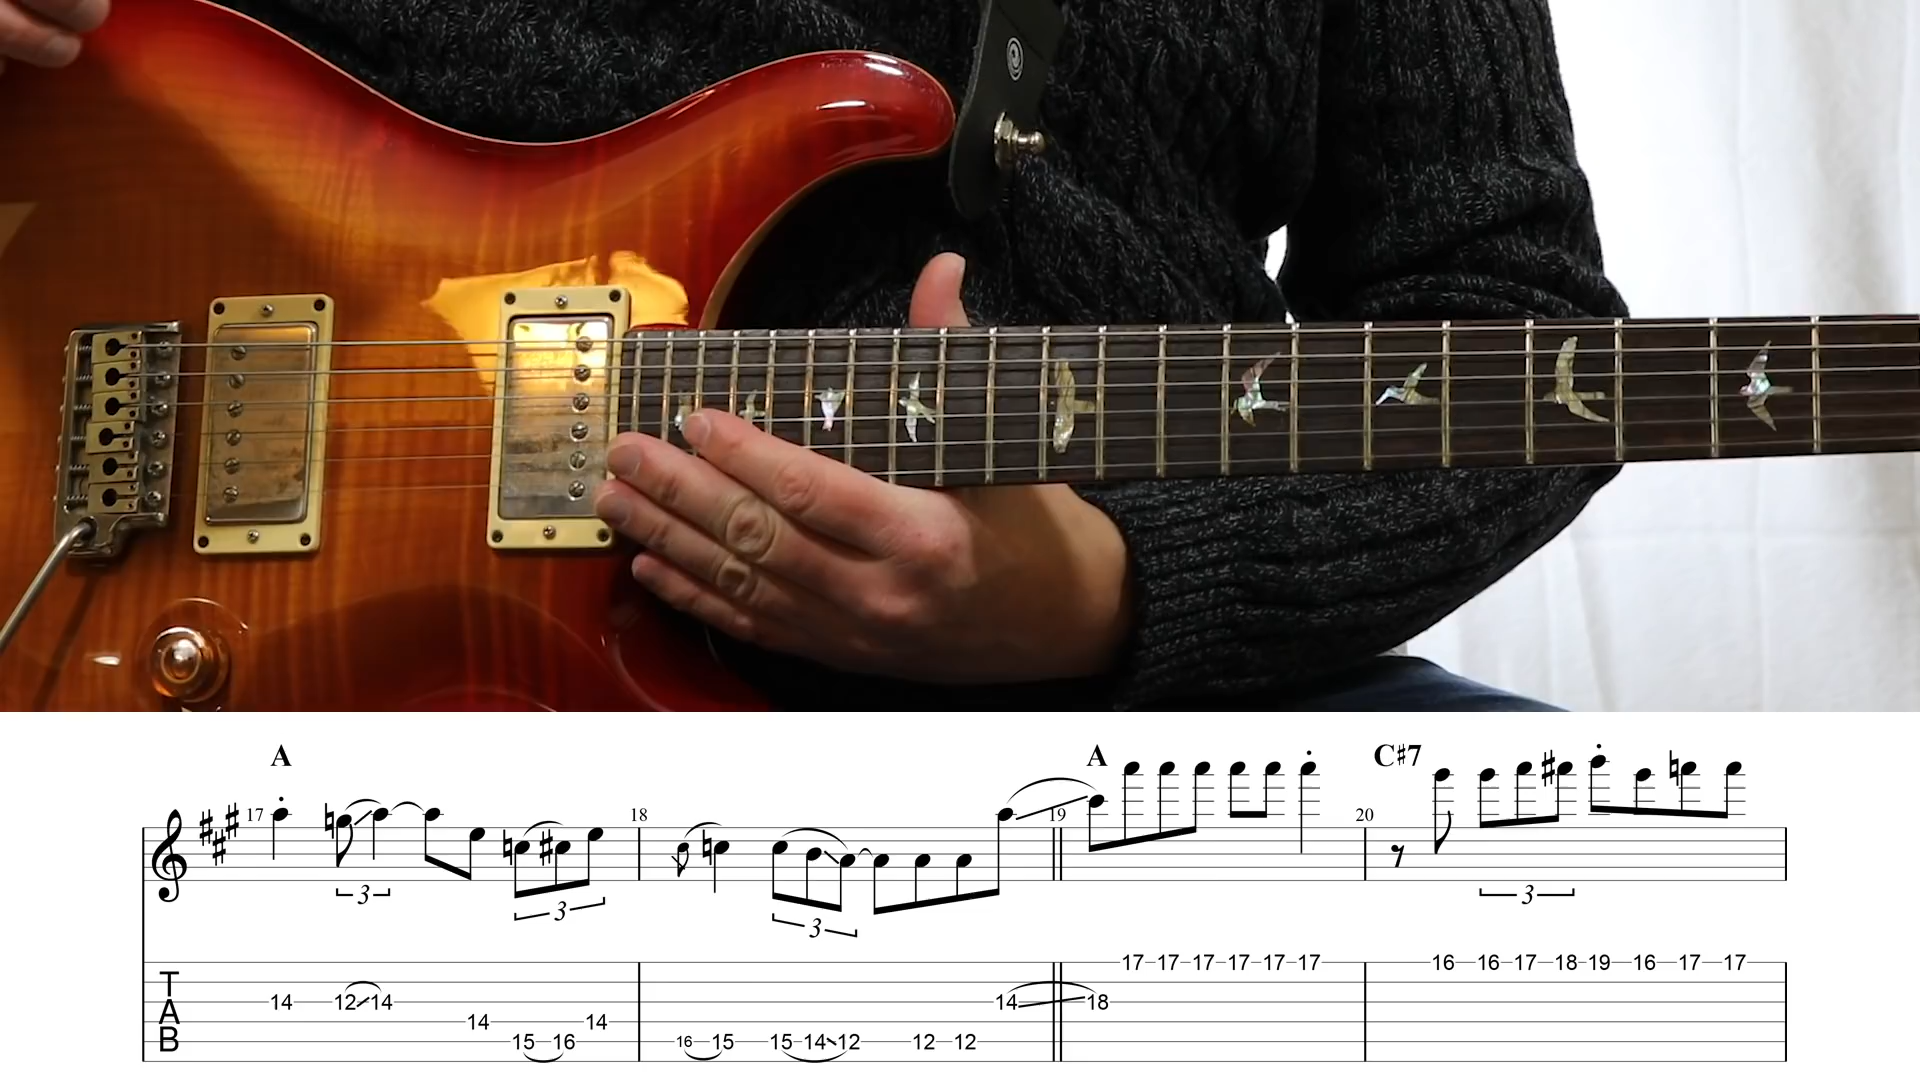 A A C#7
17 18 19 20
3 3 3 3
17 17 17 17 17 17 16 16 17 18 19 16 17 17
T
14 12 14 14 18
A 14 14
B 15 16 16 15 15 14 12 12 12